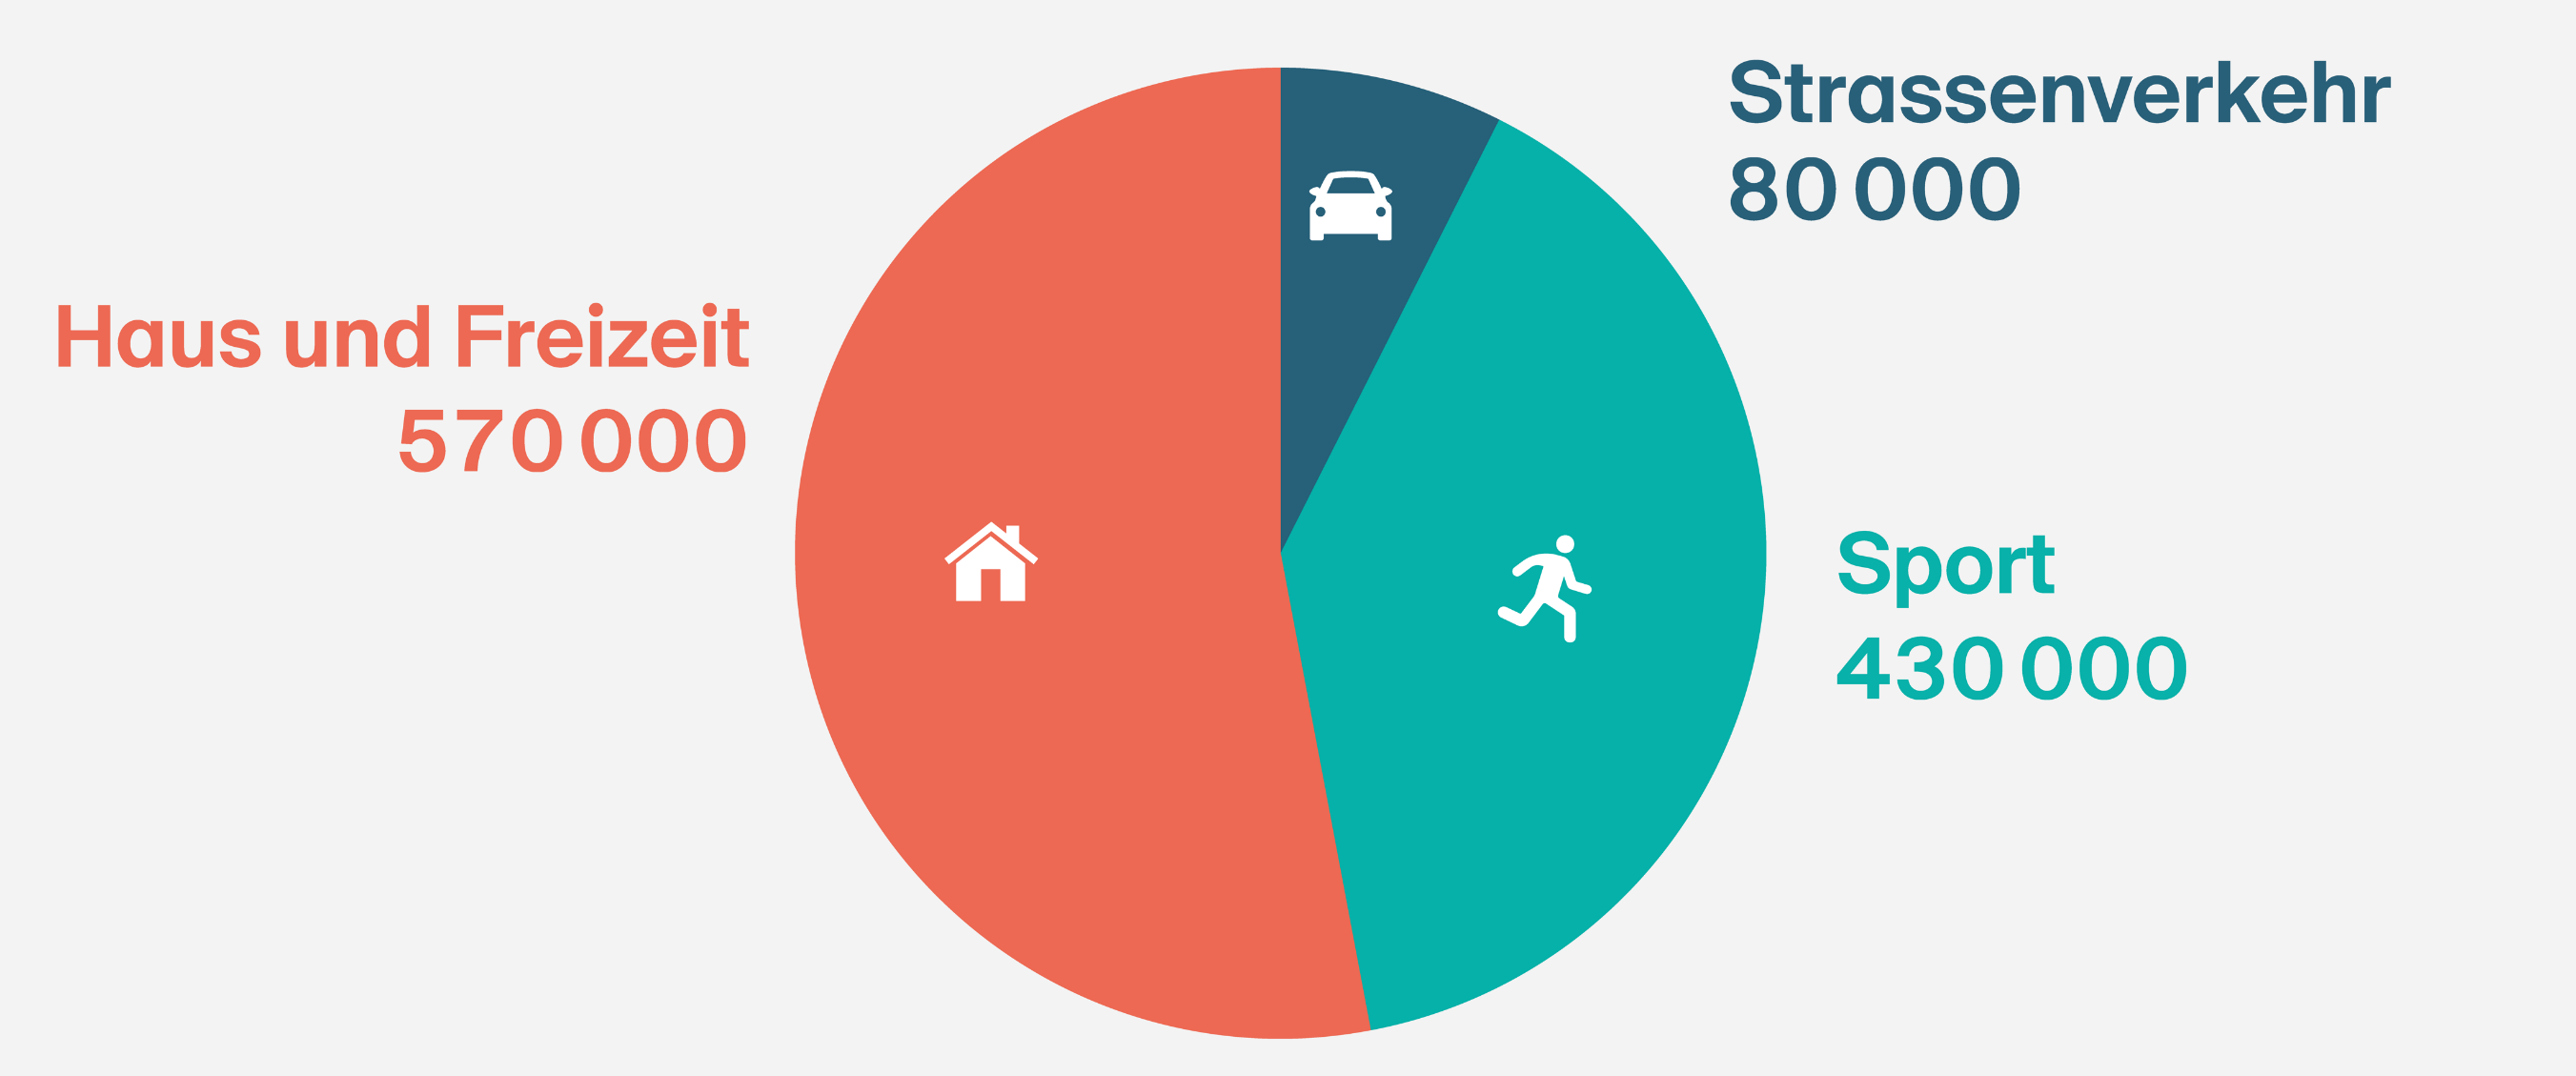 Strassenverkehr
80 000
Haus und Freizeit
570 000
Sport
430 000